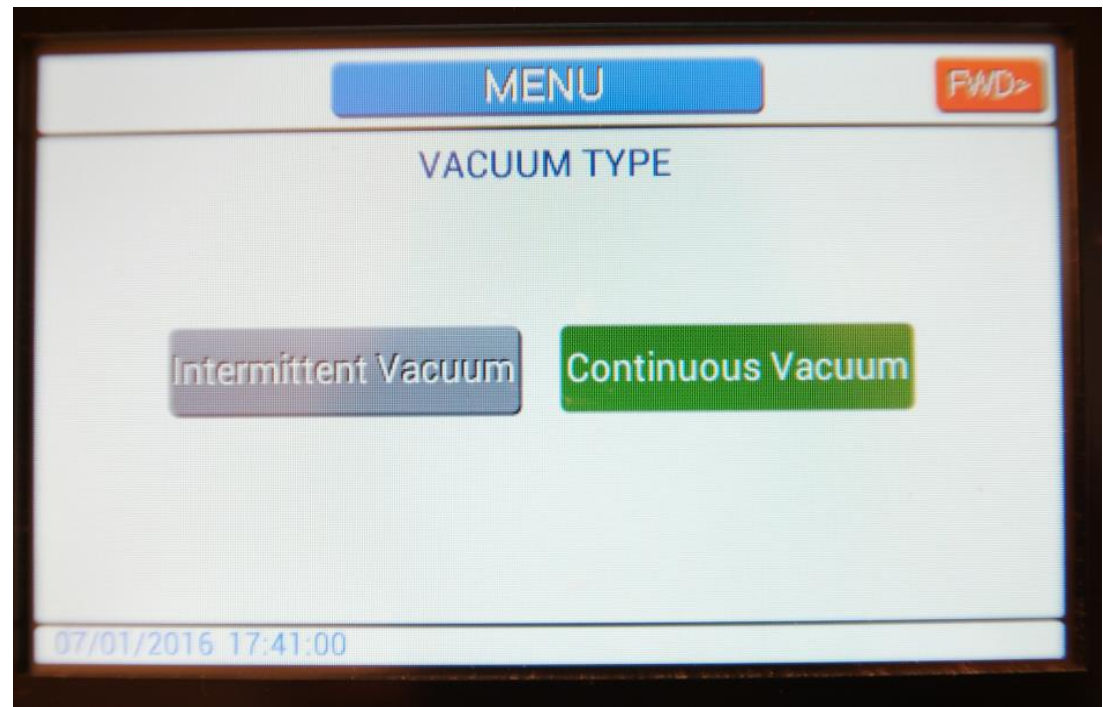 MENU FWD>
VACUUM TYPE
Intermittent Vacuum Continuous Vacuum
07/01/2016 17:41:00